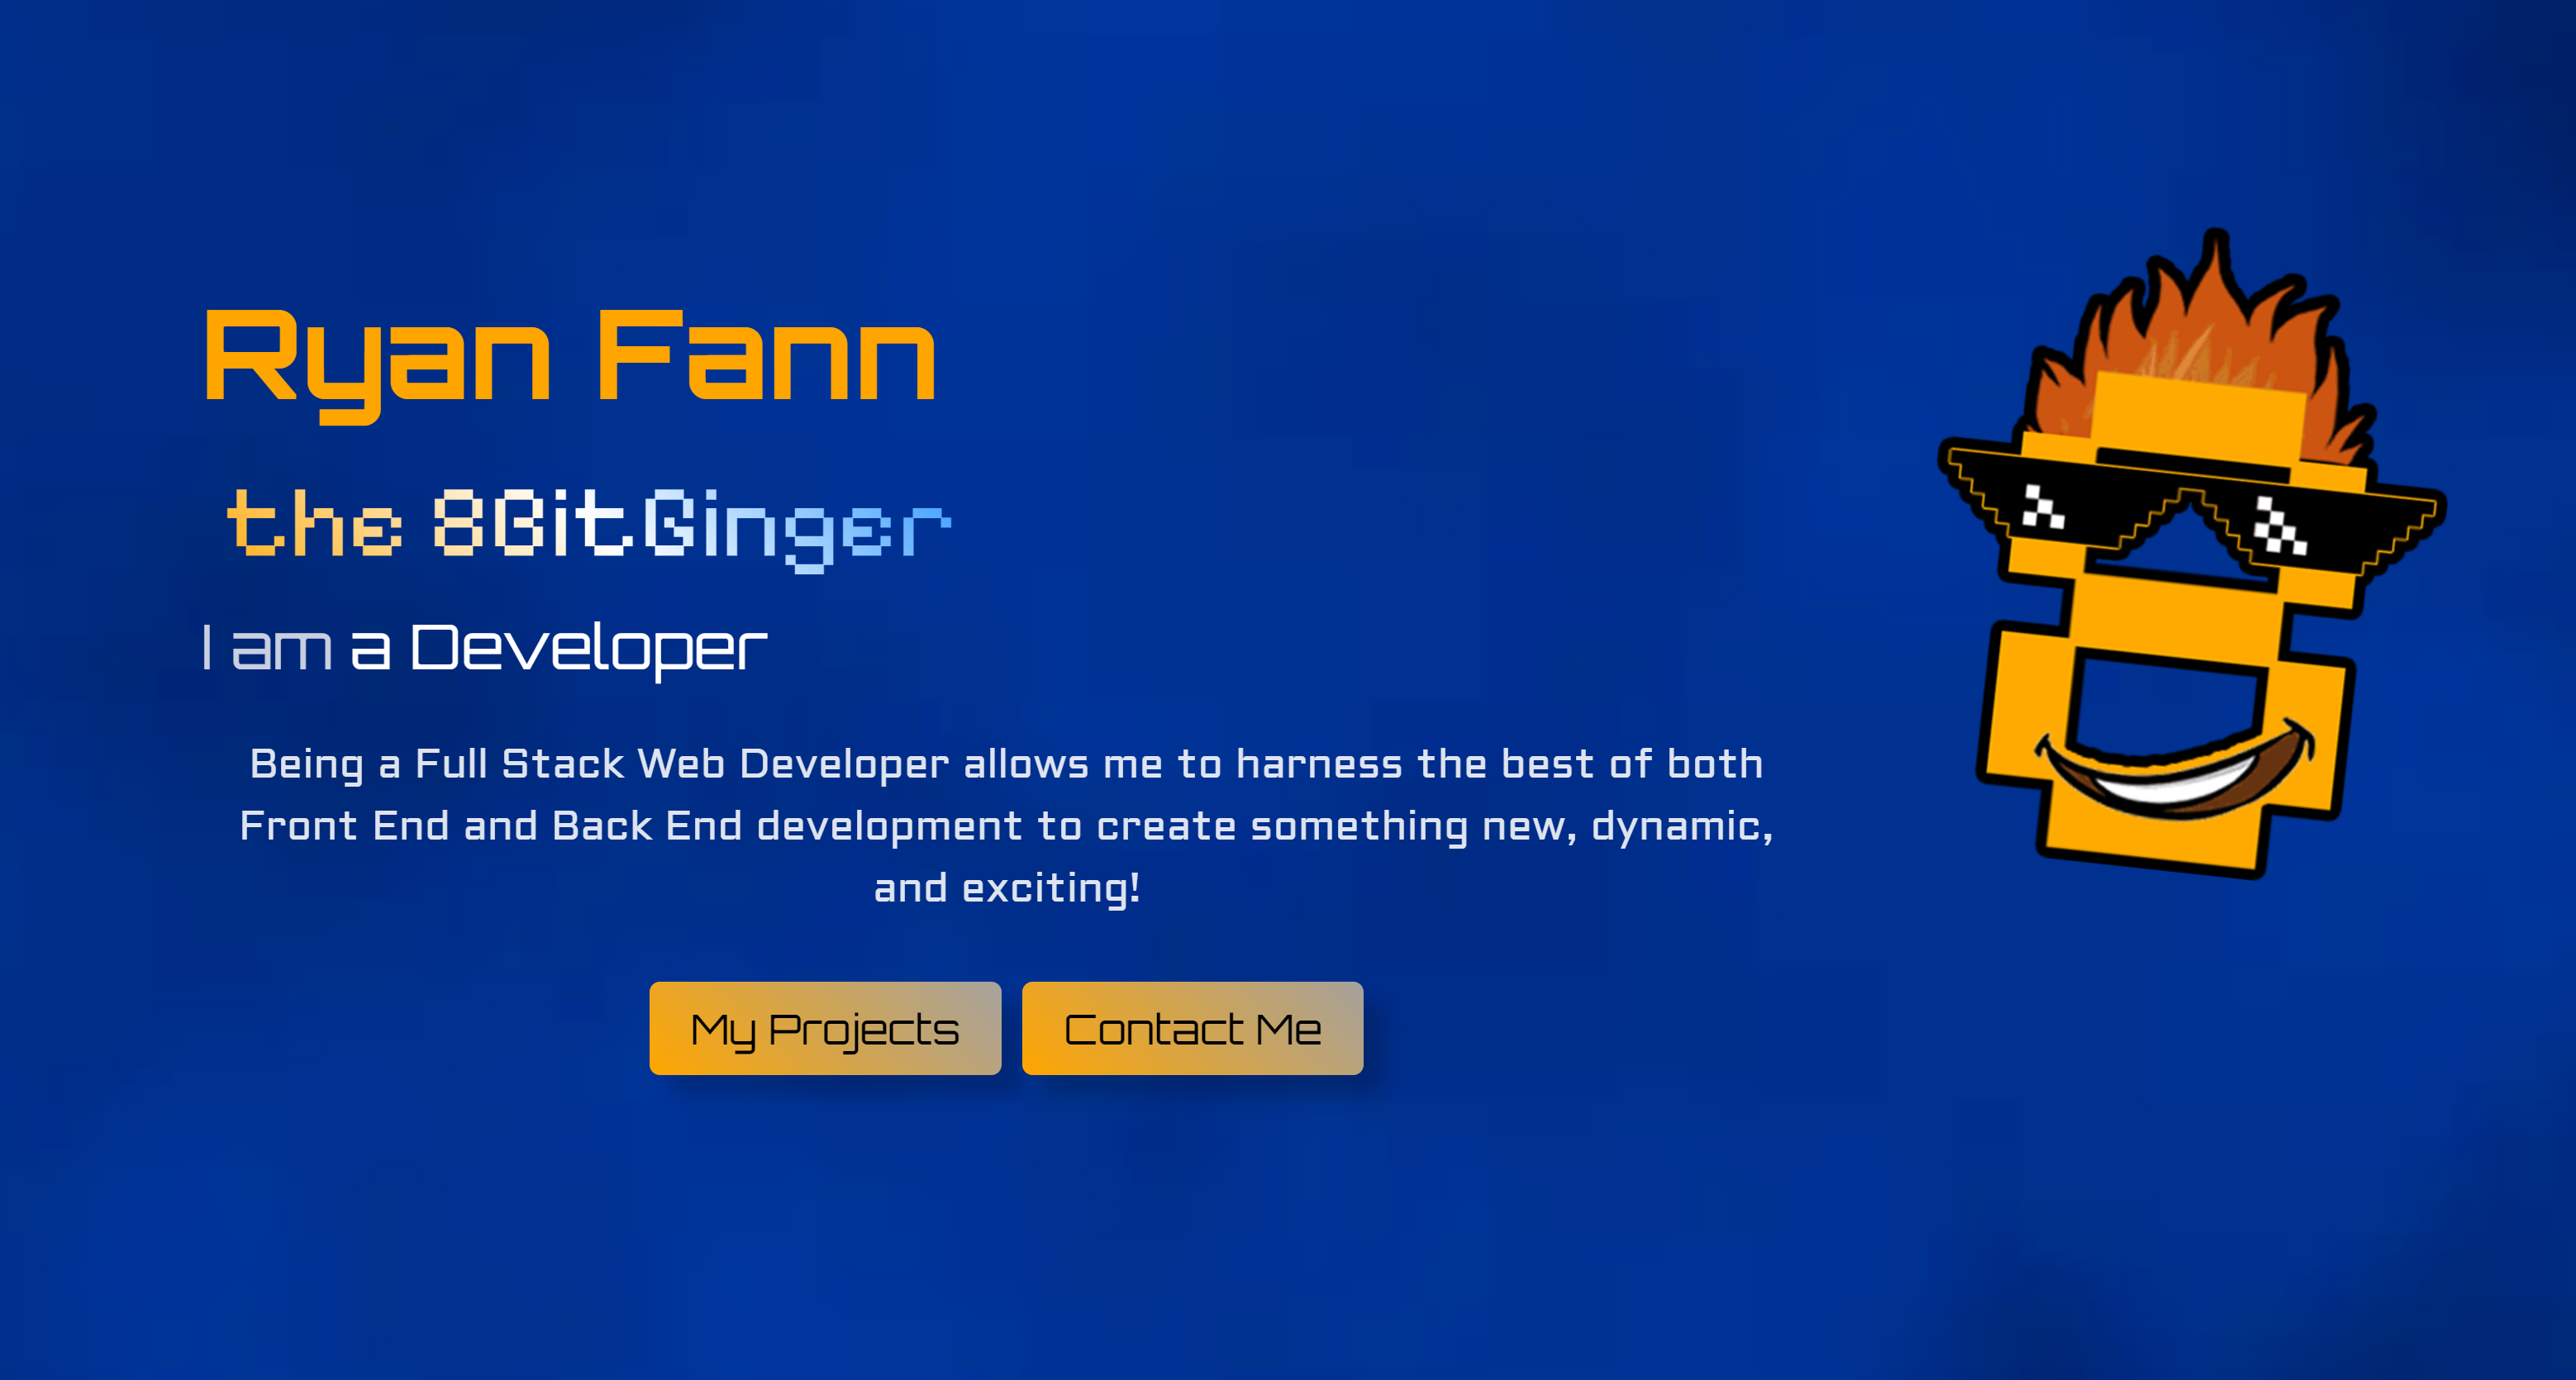 Ryan Fann
the 8BitGinger
I am a Developer
Being a Full Stack Web Developer allows me to harness the best of both
Front End and Back End development to create something new, dynamic,
and exciting!
My Projects
Contact Me